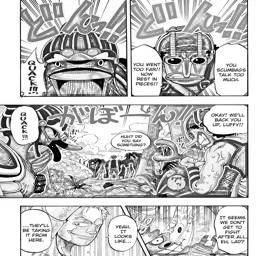 YOU
SCUMBAGS
TALK TOO
MUCH.
YOU WENT
TOO FAR!!
NOW
REST IN
PIECES!!
QUACK!!!
OKAY! WE'LL
BACK YOU
UP,
LUFFY!!
HUH? DID
YOU SAY
SOMETHING?
QUACK!!!
IT SEEMS
WE DON'T
GET TO
FIGHT
AFTER ALL,
EH, LAD?
YEAH.
IT
LOOKS
LIKE...
...THEY'LL BE
TAKING
IT FROM
HERE.